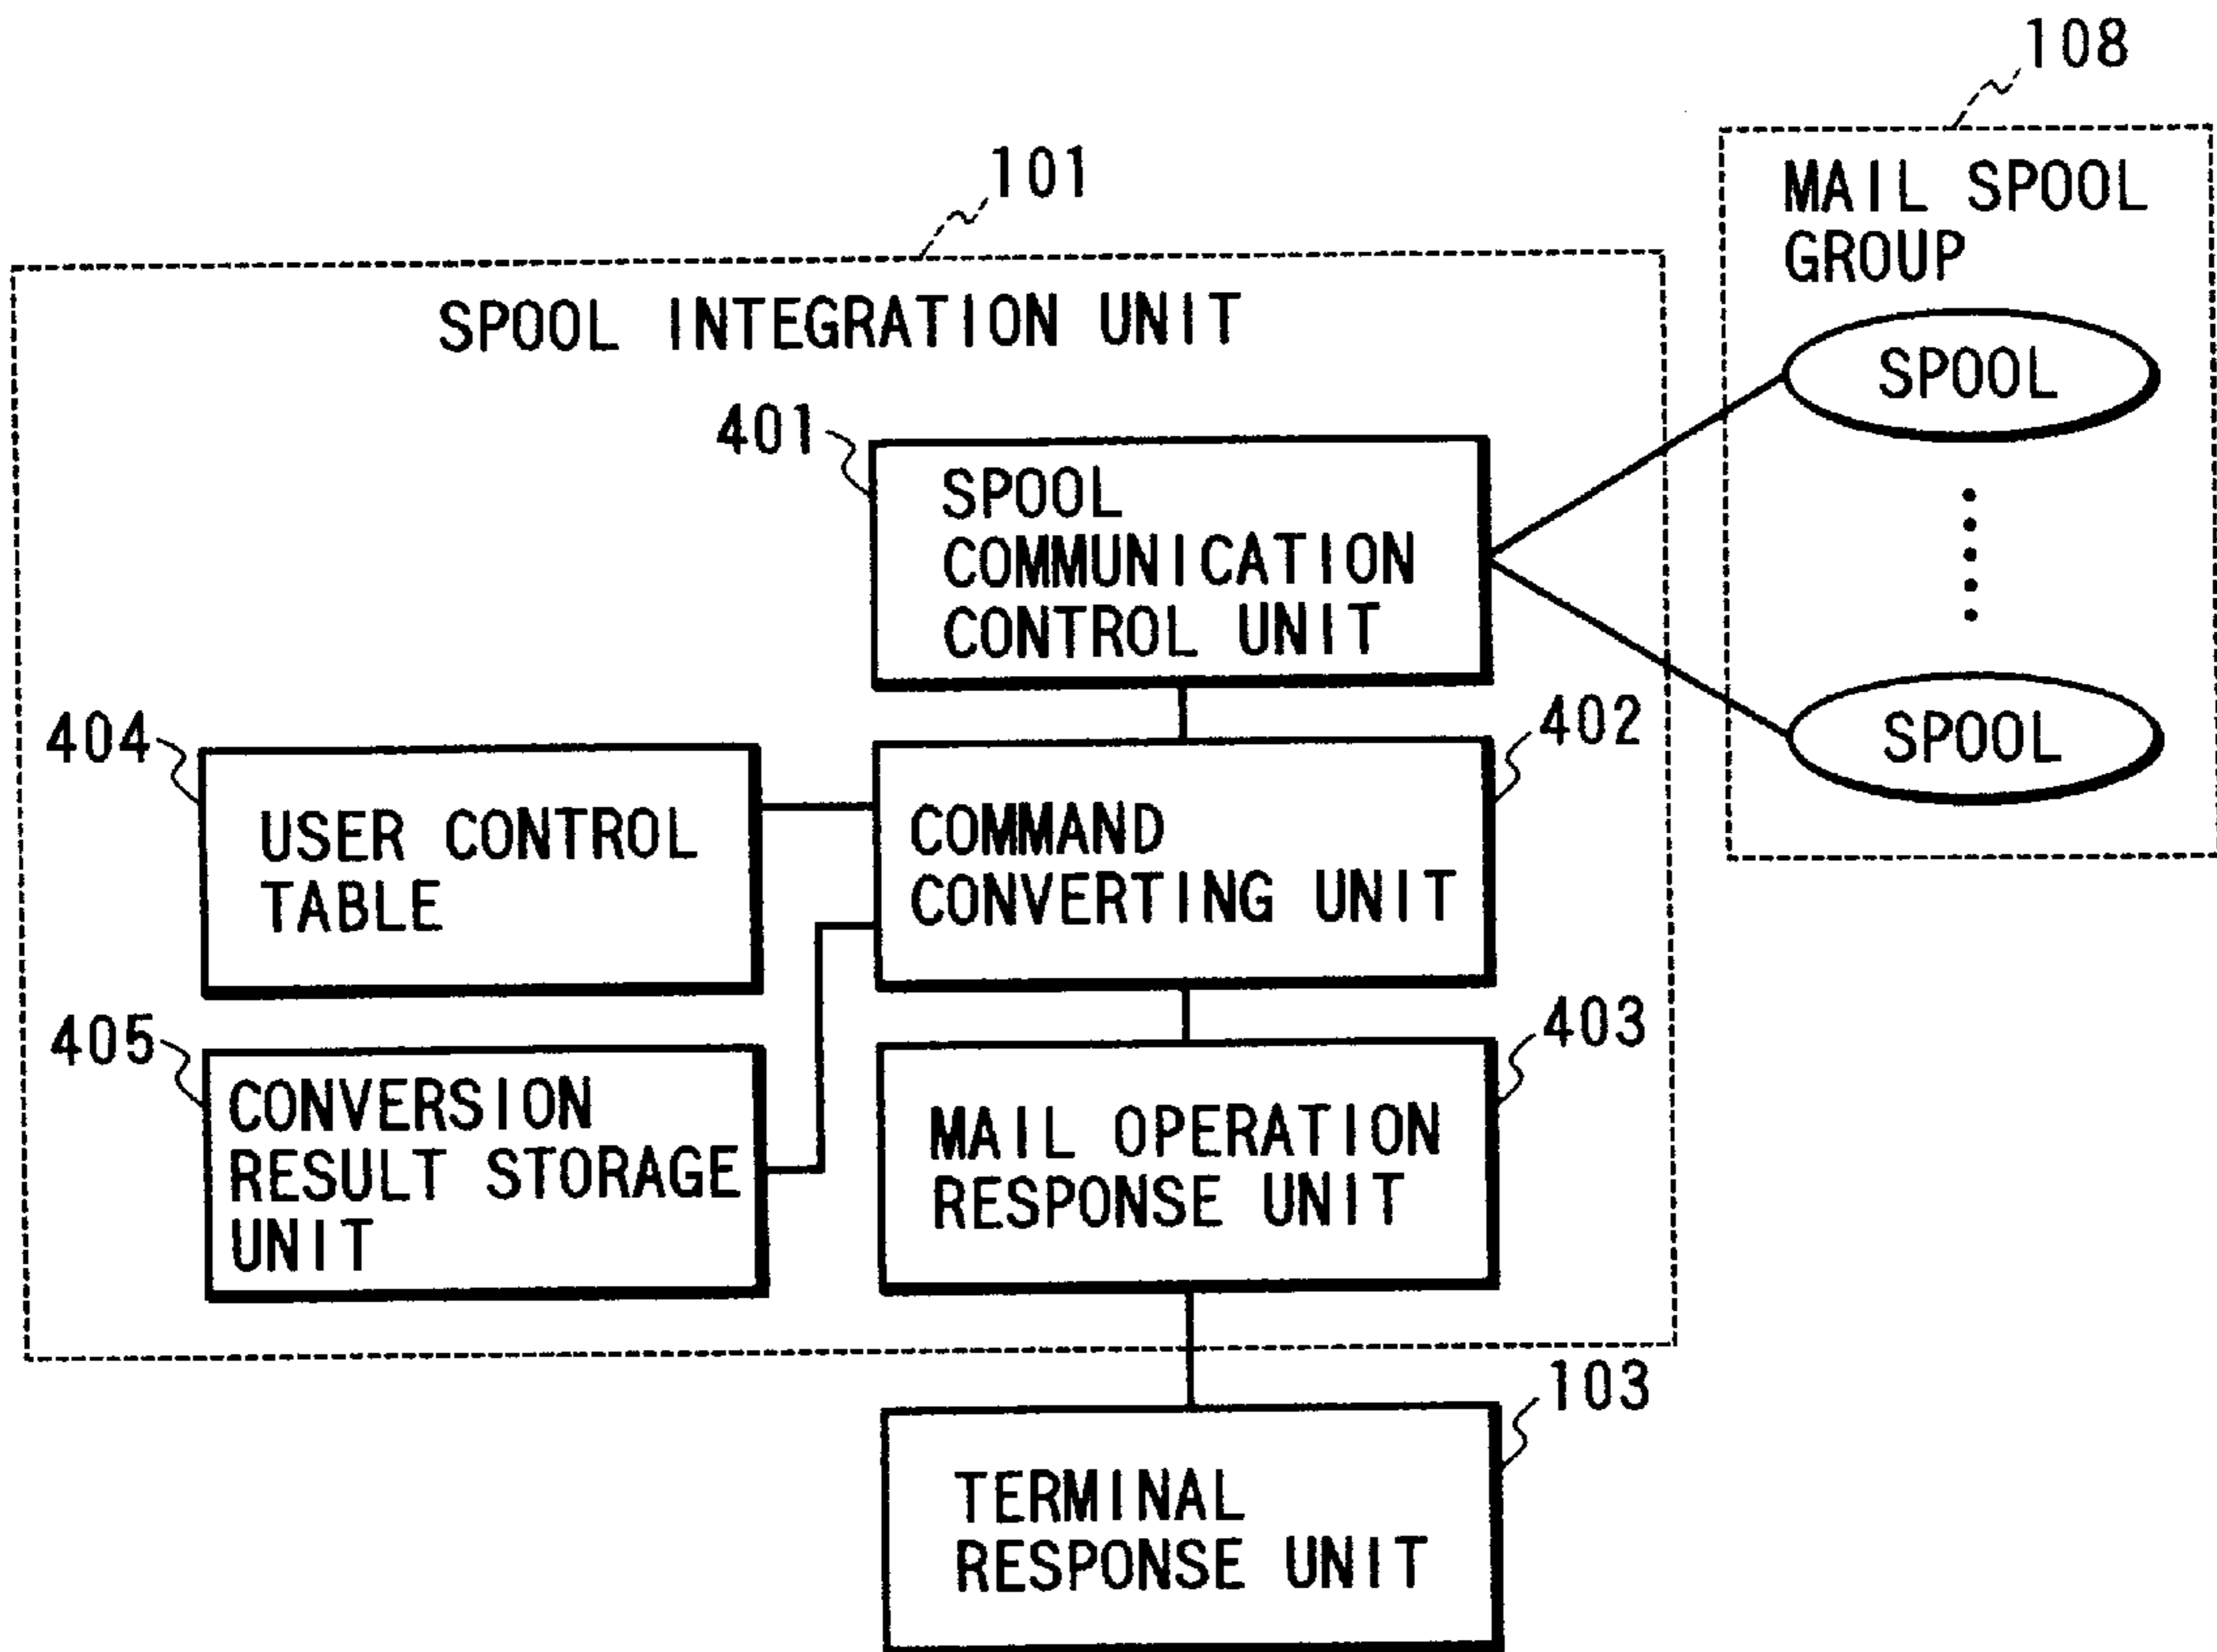 108
MAIL SPOOL
GROUP
101
SPOOL INTEGRATION UNIT
SPOOL
401
SPOOL
COMMUNICATION
CONTROL UNIT
SPOOL
404
USER CONTROL
TABLE
402
COMMAND
CONVERTING UNIT
405
CONVERSION
RESULT STORAGE
UNIT
403
MAIL OPERATION
RESPONSE UNIT
103
TERMINAL
RESPONSE UNIT